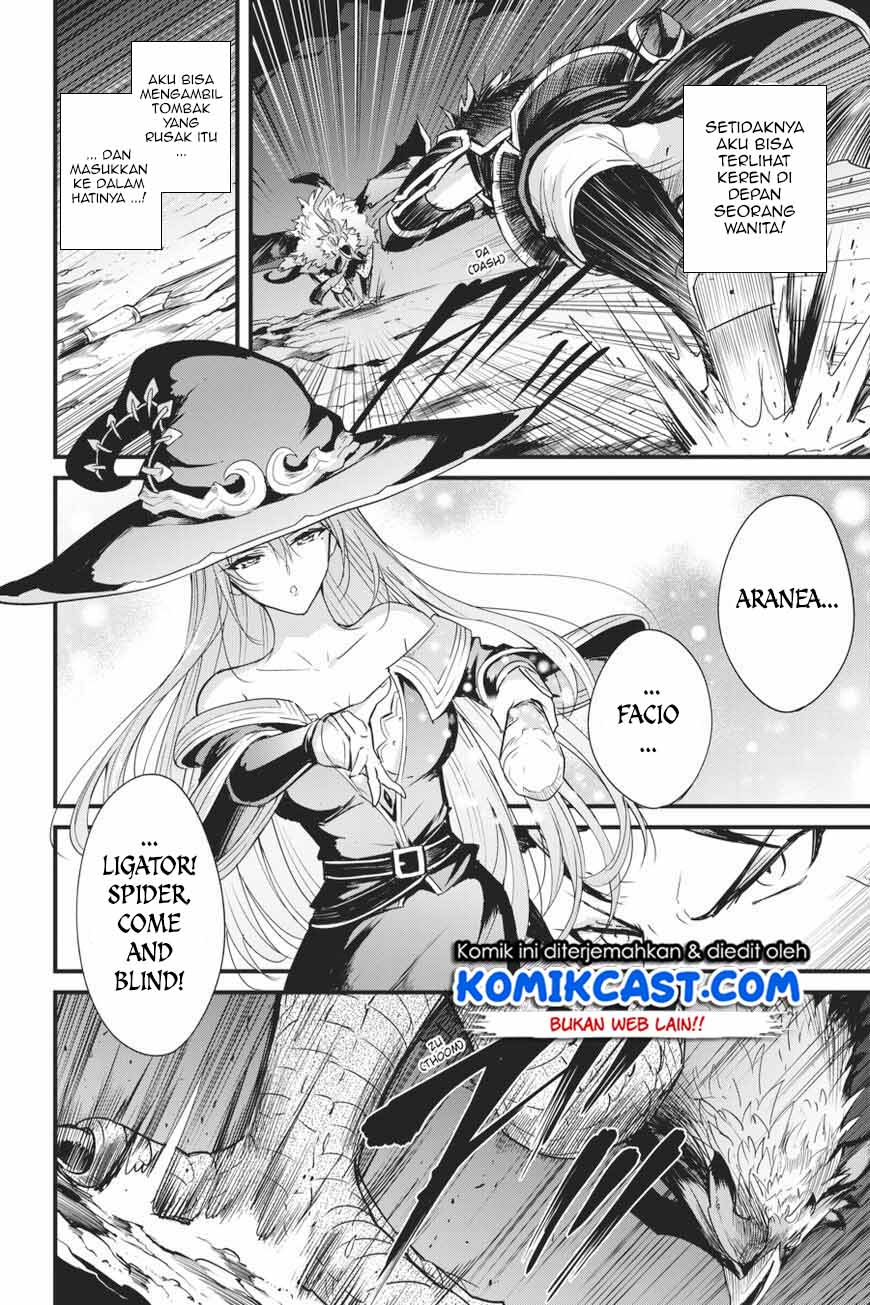 SETIDAKNYA
AKU BISA
TERLIHAT
KEREN DI
DEPAN
SEORANG
WANITA!
DA
(DASH)
AKU BISA
MENGAMBIL
TOMBAK
YANG
RUSAK ITU
...
... DAN
MASUKKAN
KE DALAM
HATINYA ...!
ARANEA...
...
FACIO
...
...
LIGATOR!
SPIDER,
COME
AND
BLIND!
Komik ini diterjemahkan & diedit oleh
KOMIKCAST.COM
BUKAN WEB LAIN!!
ZU
(THOOM)